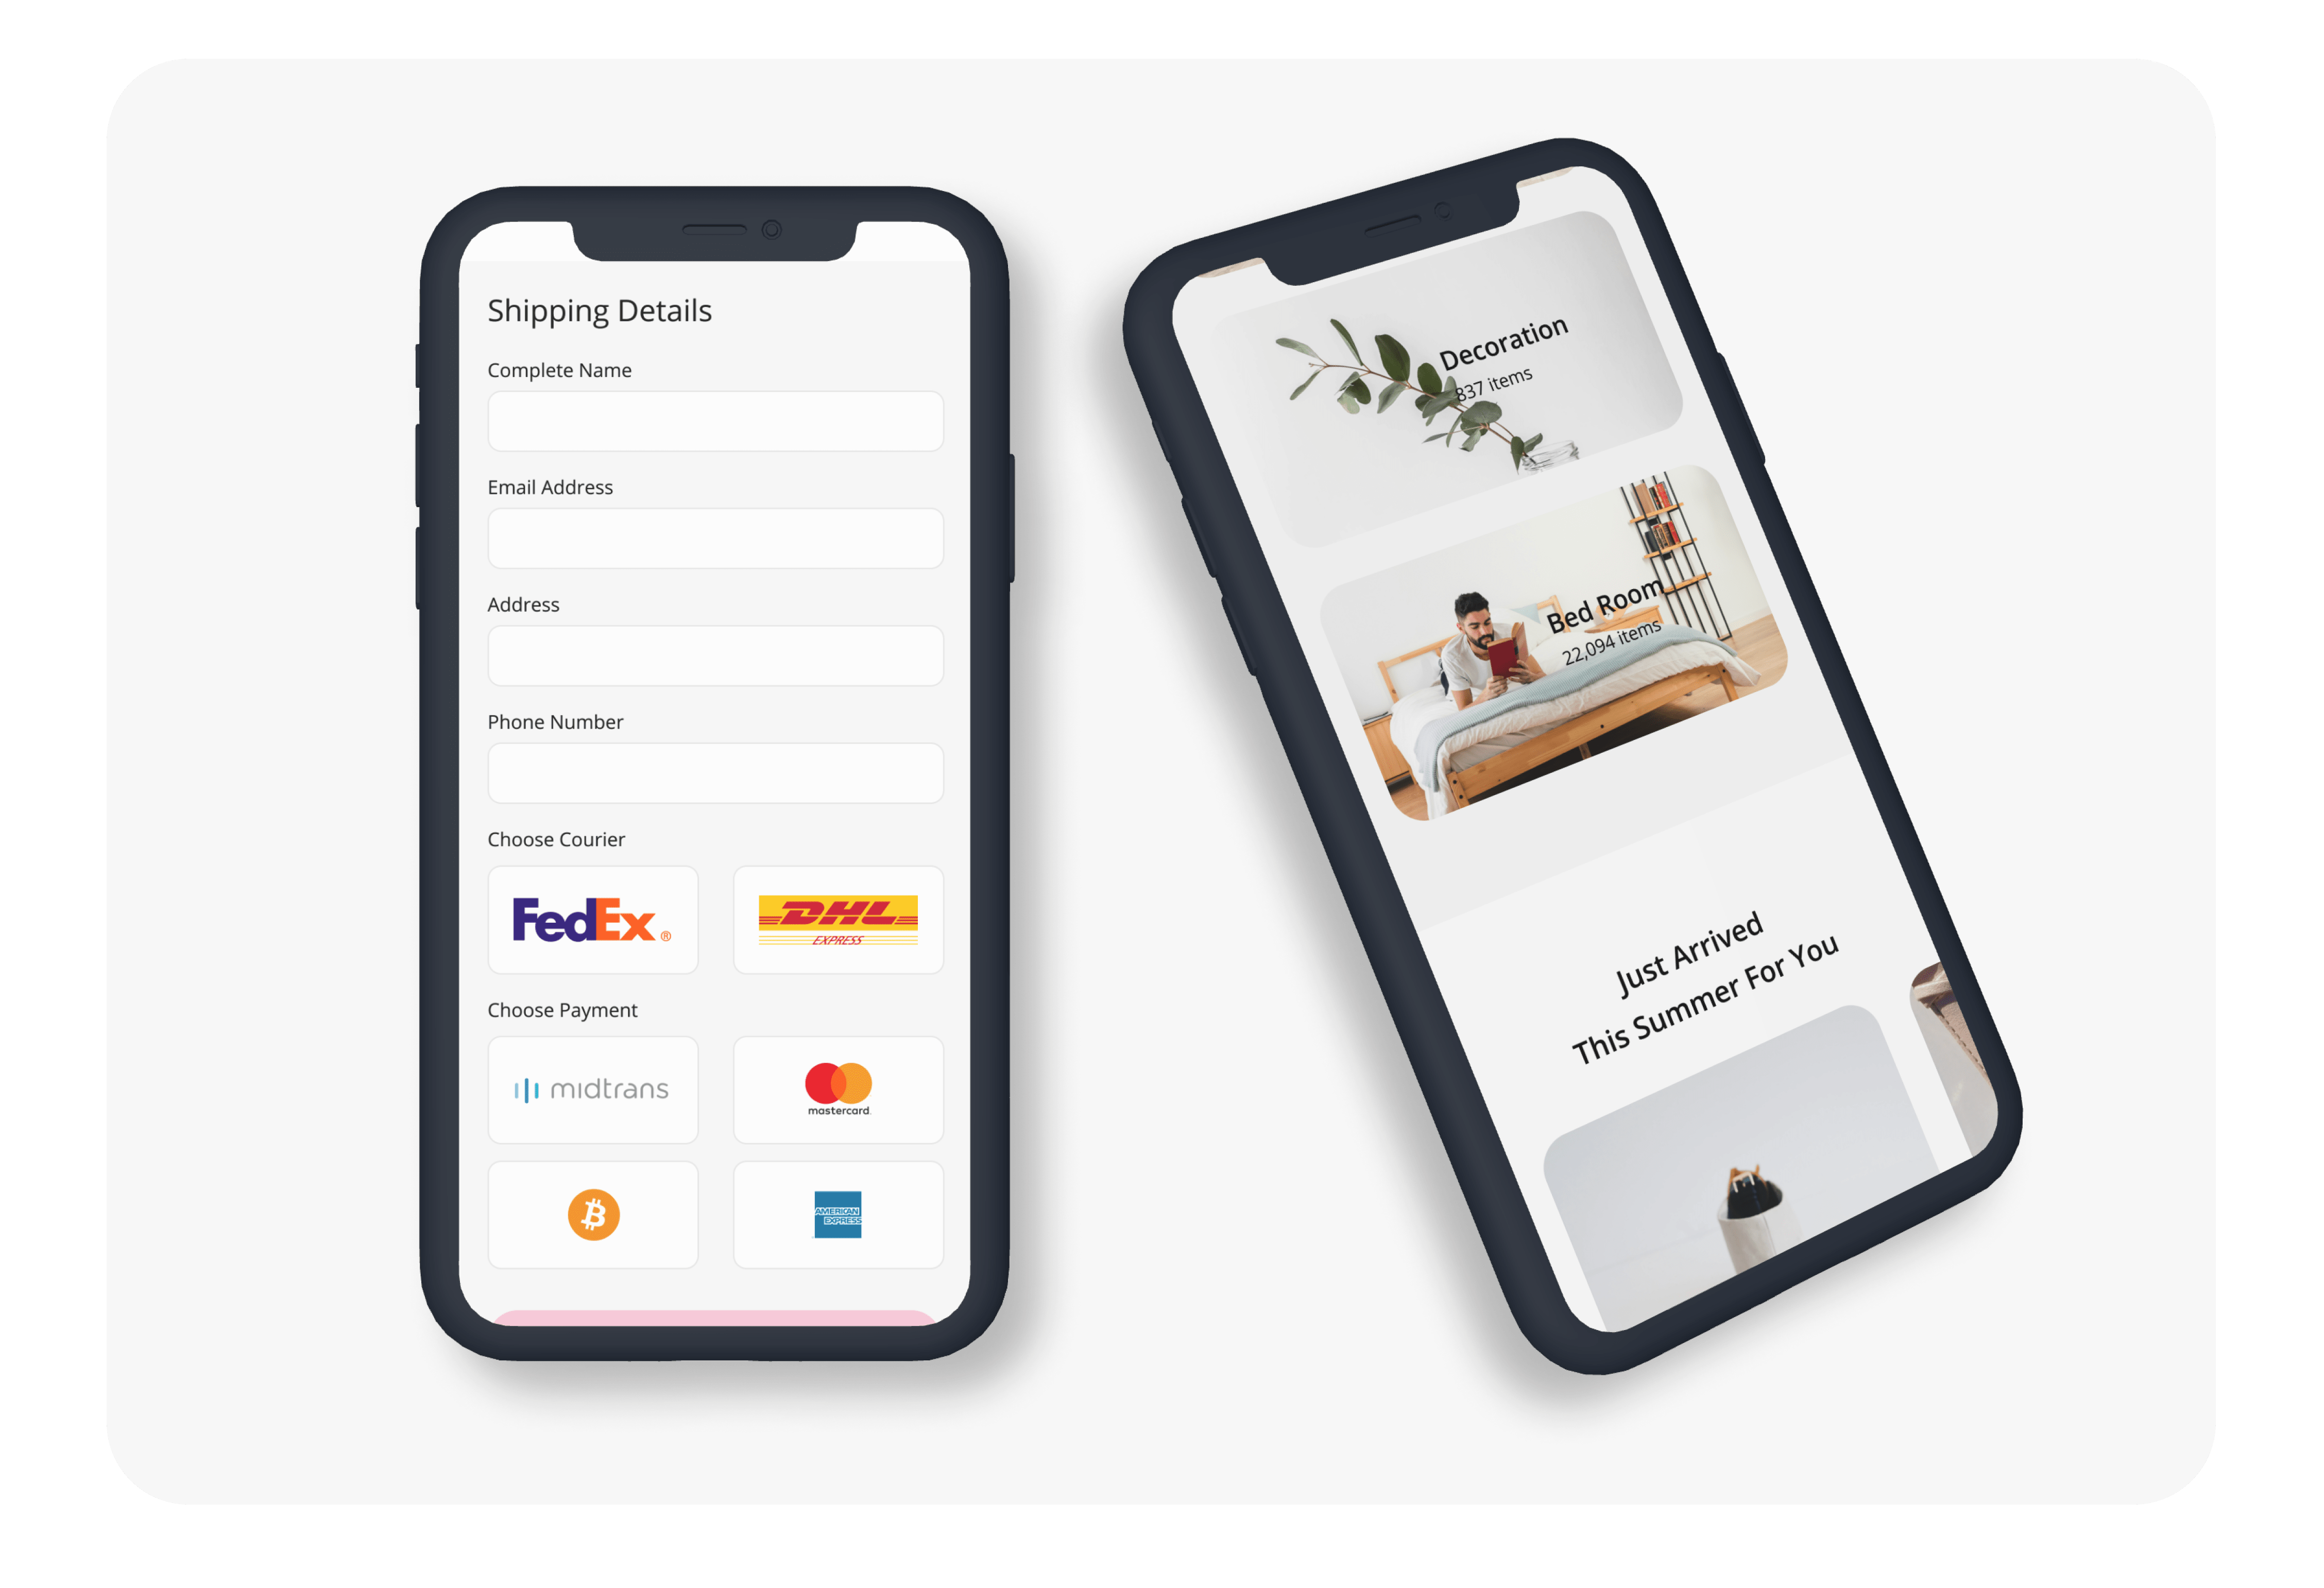 Shipping Details
Complete Name
Email Address
Address
Phone Number
Choose Courier
FedEx®
DHL
EXPRESS
Choose Payment
midtrans
mastercard.
AMERICAN
EXPRESS
Decoration
837 items
Bed Room
22,094 items
Just Arrived
This Summer For You